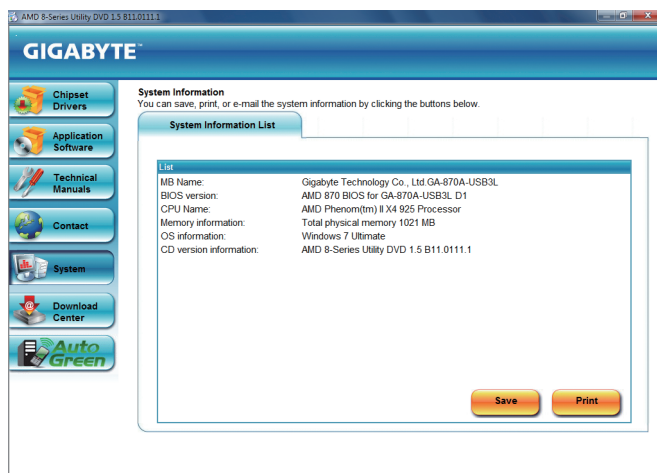 AMD 8-Series Utility DVD 1.5 B11.0111.1
GIGABYTE™
Chipset
Drivers
Application
Software
Technical
Manuals
Contact
System
Download
Center
Auto
Green
System Information
You can save, print, or e-mail the system information by clicking the buttons below.
System Information List
List
MB Name: Gigabyte Technology Co., Ltd.GA-870A-USB3L
BIOS version: AMD 870 BIOS for GA-870A-USB3L D1
CPU Name: AMD Phenom(tm) II X4 925 Processor
Memory information: Total physical memory 1021 MB
OS information: Windows 7 Ultimate
CD version information: AMD 8-Series Utility DVD 1.5 B11.0111.1
Save Print